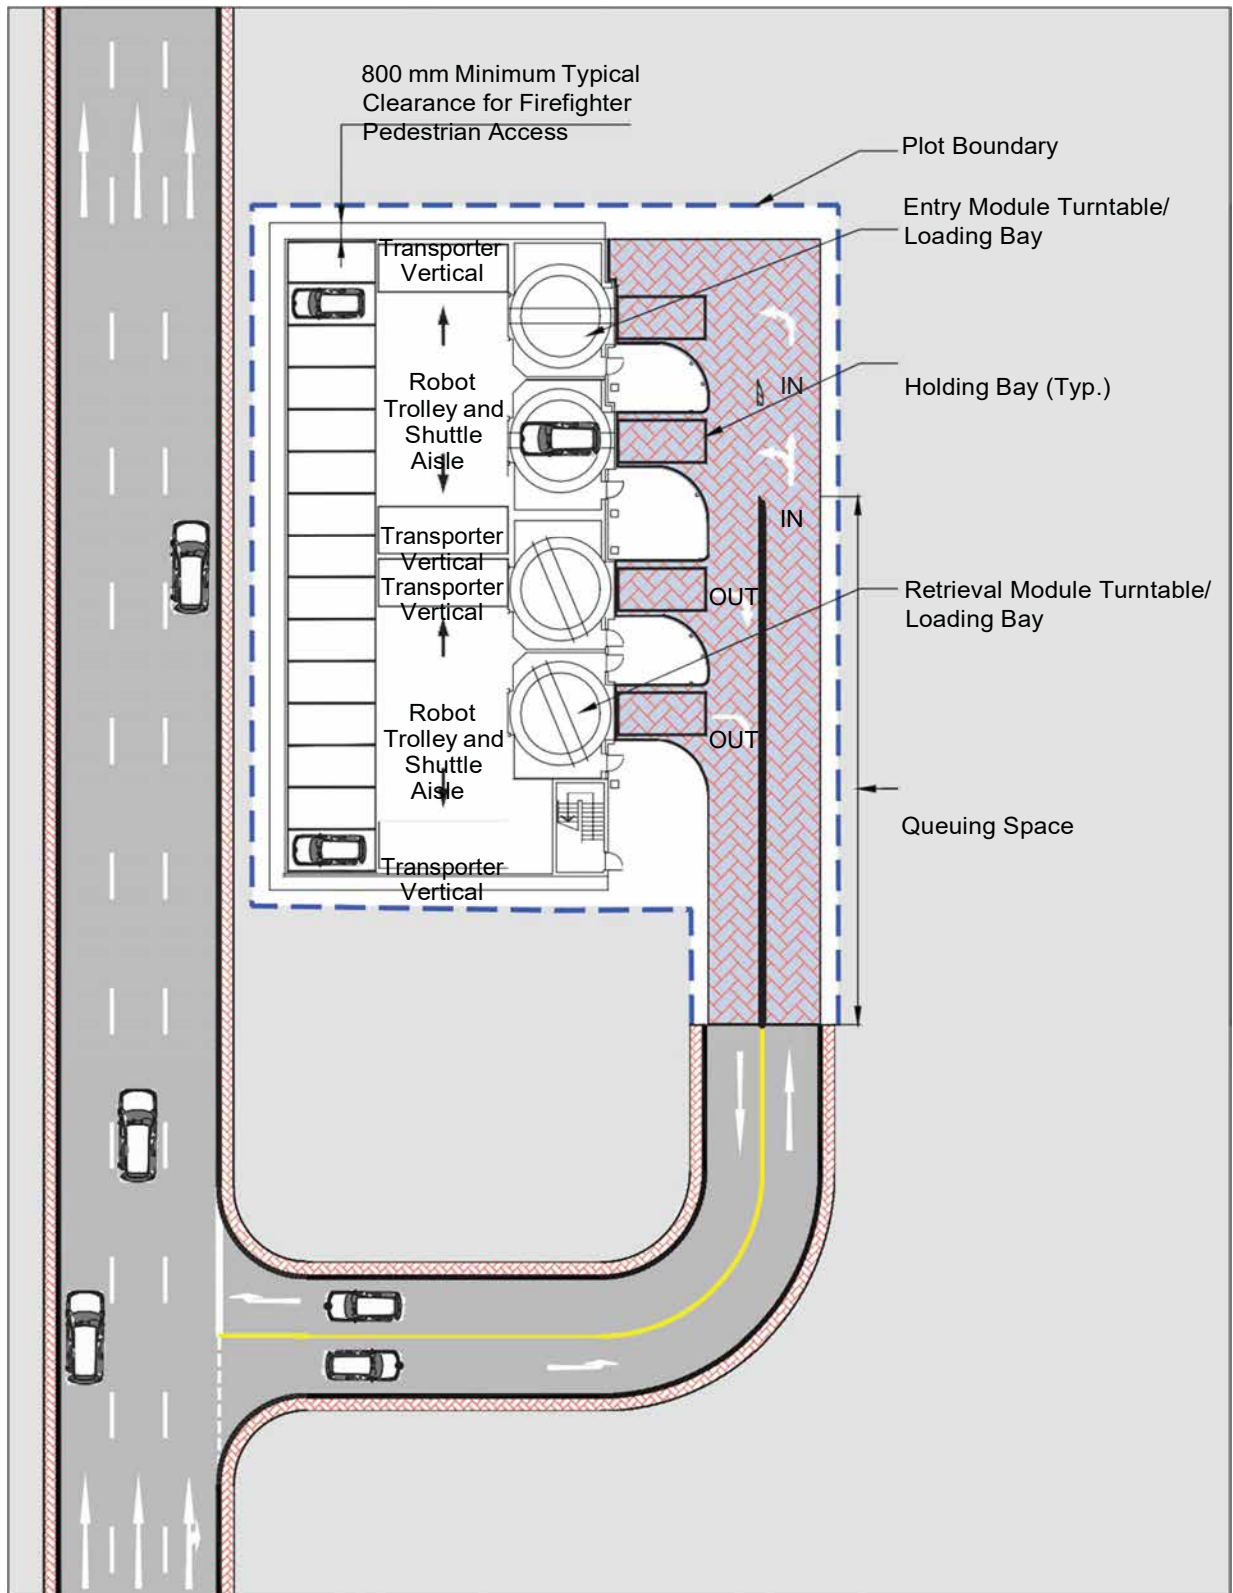 800 mm Minimum Typical
Clearance for Firefighter
Pedestrian Access
Plot Boundary
Entry Module Turntable/
Loading Bay
Transporter
Vertical
Robot
Trolley and
Shuttle
Aisle
IN
Holding Bay (Typ.)
IN
Transporter
Vertical
Transporter
Vertical
OUT
Retrieval Module Turntable/
Loading Bay
Robot
Trolley and
Shuttle
Aisle
OUT
Queuing Space
Transporter
Vertical